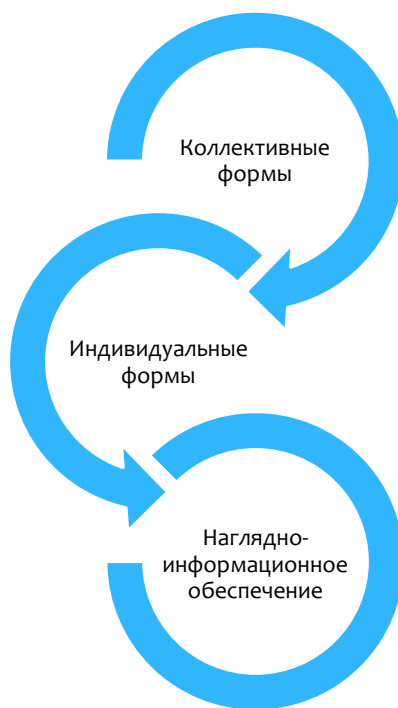 Коллективные
формы
Индивидуальные
формы
Наглядно-
информационное
обеспечение